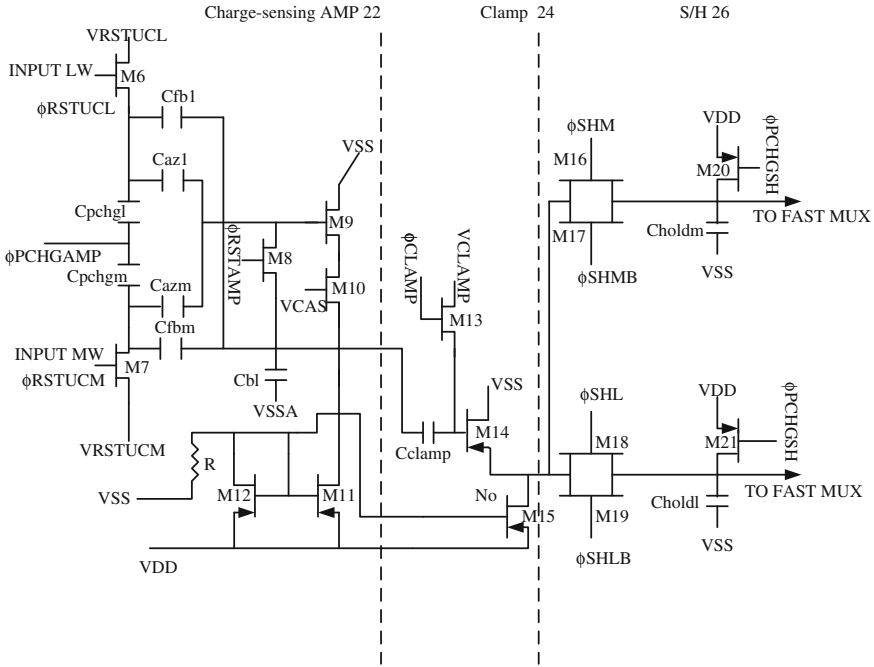 Charge-sensing AMP 22
Clamp 24
S/H 26
VRSTUCL
INPUT LW
M6
ϕRSTUCL
Cfb1
Caz1
Cpchgl
ϕPCHGAMP
Cpchgm
Cazm
Cfbm
INPUT MW
M7
ϕRSTUCM
VRSTUCM
VSS
M9
ϕRSTAMP
M8
M10
VCAS
Cbl
VSSA
R
VSS
M12
M11
VDD
ϕCLAMP
VCLAMP
M13
VSS
M14
Cclamp
No
M15
ϕSHM
M16
M17
ϕSHMB
VDD
ϕPCHGSH
M20
TO FAST MUX
Choldm
VSS
ϕSHL
M18
M19
ϕSHLB
VDD
ϕPCHGSH
M21
TO FAST MUX
Choldl
VSS